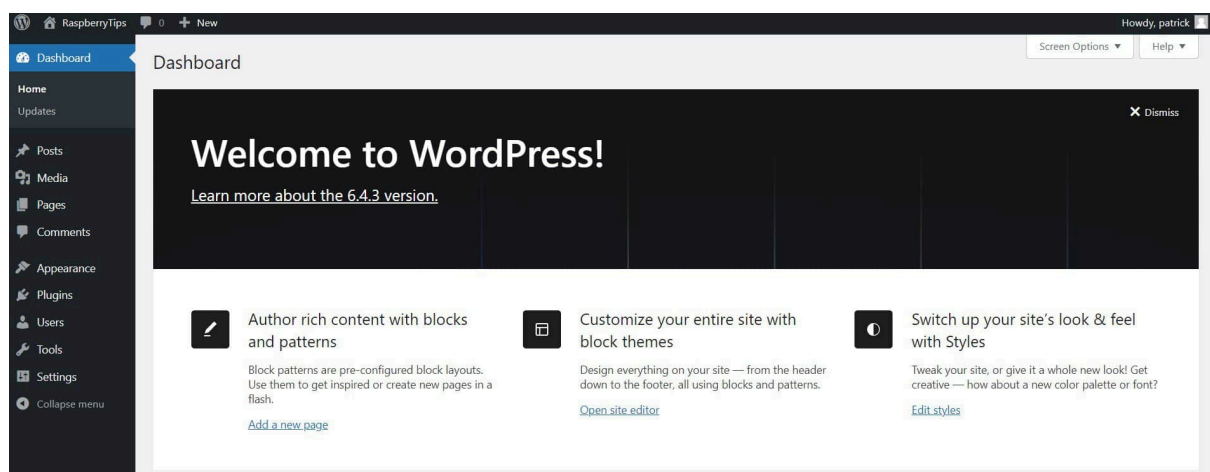 RaspberryTips 0 New Howdy, patrick
Screen Options Help
Dashboard
Home
Updates
Posts
Media
Pages
Comments
Appearance
Plugins
Users
Tools
Settings
Collapse menu
Dashboard
Dismiss
Welcome to WordPress!
Learn more about the 6.4.3 version.
Author rich content with blocks
and patterns
Block patterns are pre-configured block layouts.
Use them to get inspired or create new pages in a
flash.
Add a new page
Customize your entire site with
block themes
Design everything on your site — from the header
down to the footer, all using blocks and patterns.
Open site editor
Switch up your site’s look & feel
with Styles
Tweak your site, or give it a whole new look! Get
creative — how about a new color palette or font?
Edit styles